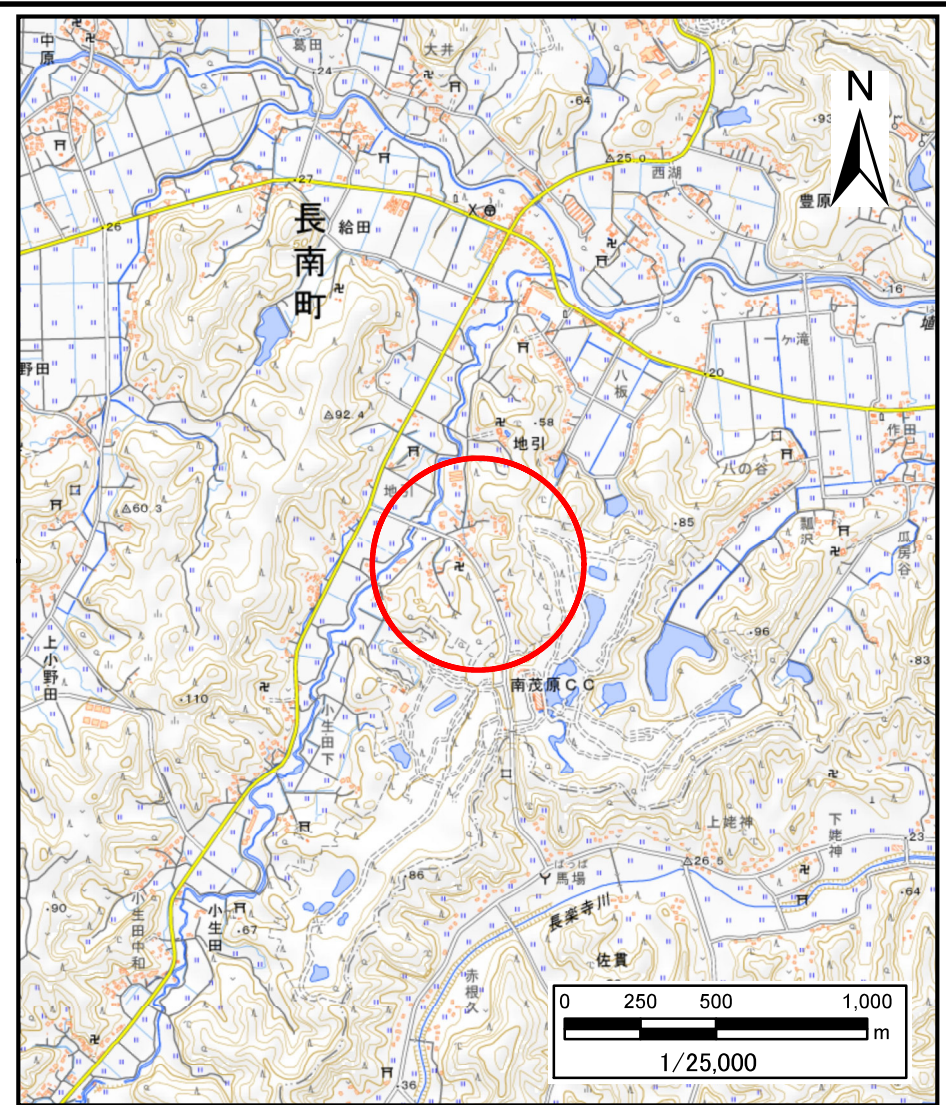 中原
葛田
大井
24
64
93
N
25.0
西湖
豊原
27
長南町
給田
26
16
埴
一ケ滝
野田
八板
20
92.4
58
地引
作田
地引
八の谷
60.3
85
瓢沢
瓜房谷
96
上小野田
83
南茂原CC
110
小生田下
上姥神
下姥神
23
86
ばっば
馬場
26.5
64
90
小生田中和
小生田
67
長楽寺川
佐貫
赤根久
36
0 250 500 1,000
m
1/25,000